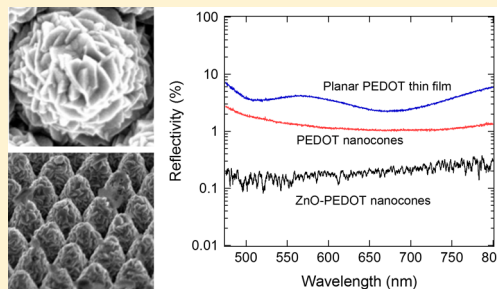 Reflectivity (%)
100
10
1
0.1
0.01
Planar PEDOT thin film
PEDOT nanocones
ZnO-PEDOT nanocones
500 550 600 650 700 750 80
Wavelength (nm)